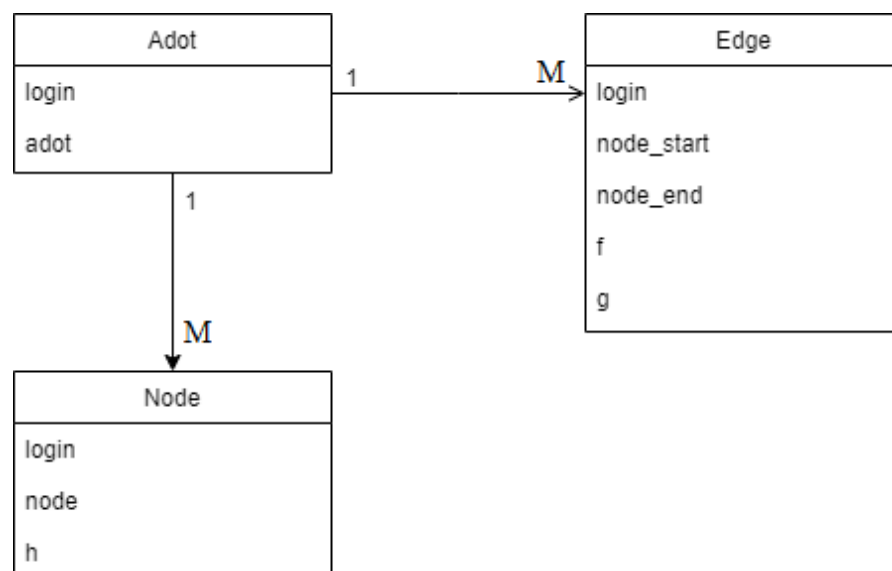 Adot
login
adot
1
M
1
M
Edge
login
node_start
node_end
f
g
Node
login
node
h